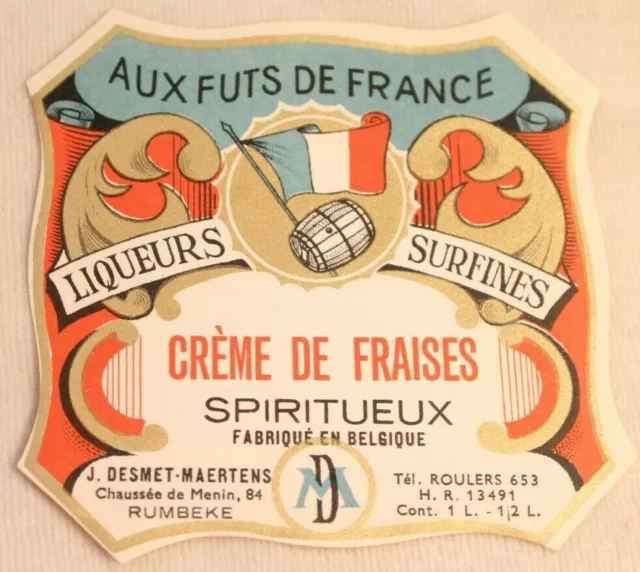 AUX FUTS DE FRANCE
LIQUEURS SURFINES
CRÈME DE FRAISES
SPIRITUEUX
FABRIQUÉ EN BELGIQUE
J. DESMET-MAERTENS
Chaussée de Menin, 84
RUMBEKE
DM
Tél. ROULERS 653
H. R. 13491
Cont. 1 L. - 1/2 L.